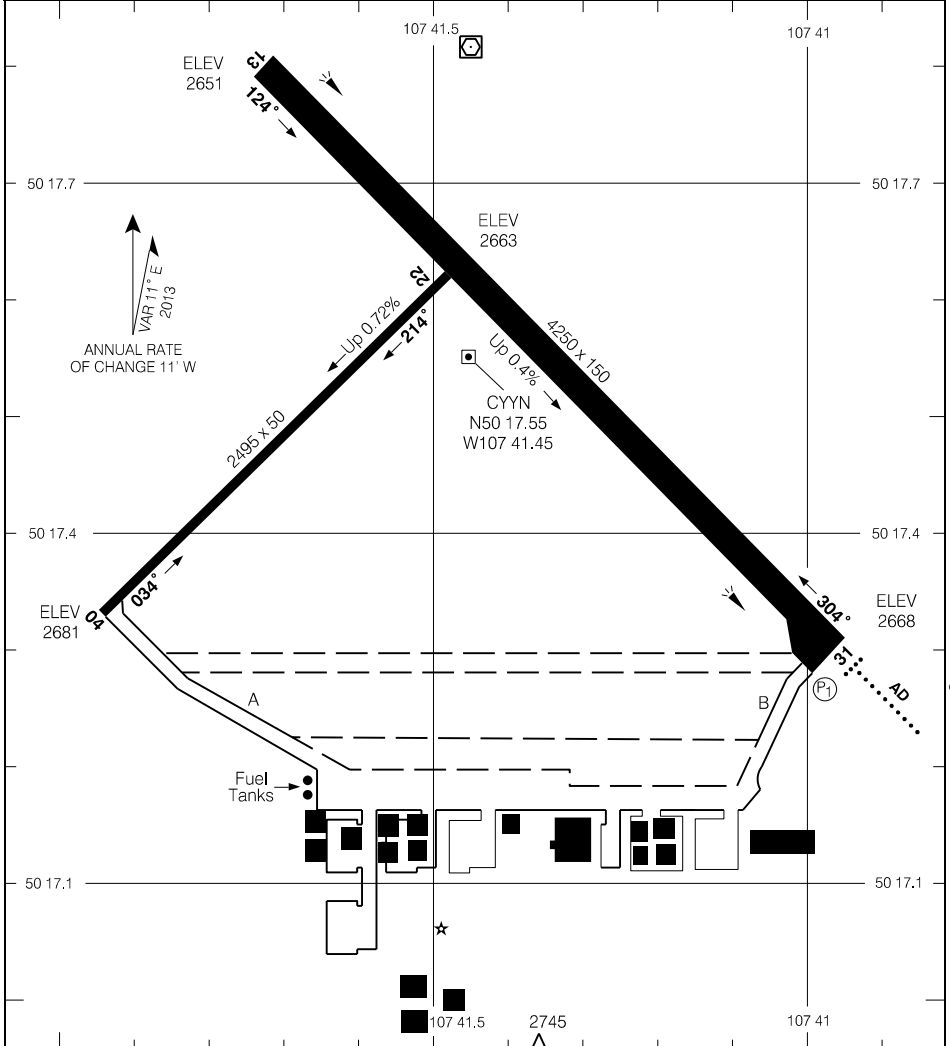 107 41.5
107 41
ELEV
2651
13
124°
50 17.7
50 17.7
ELEV
2663
22
VAR 11° E
2013
ANNUAL RATE
OF CHANGE 11' W
Up 0.72%
214°
Up 0.4%
4250 x 150
CYYN
N50 17.55
W107 41.45
2495 x 50
50 17.4
50 17.4
034°
304°
ELEV
2681
04
ELEV
2668
31
P1
AD
A
B
Fuel
Tanks
50 17.1
50 17.1
107 41.5
2745
107 41